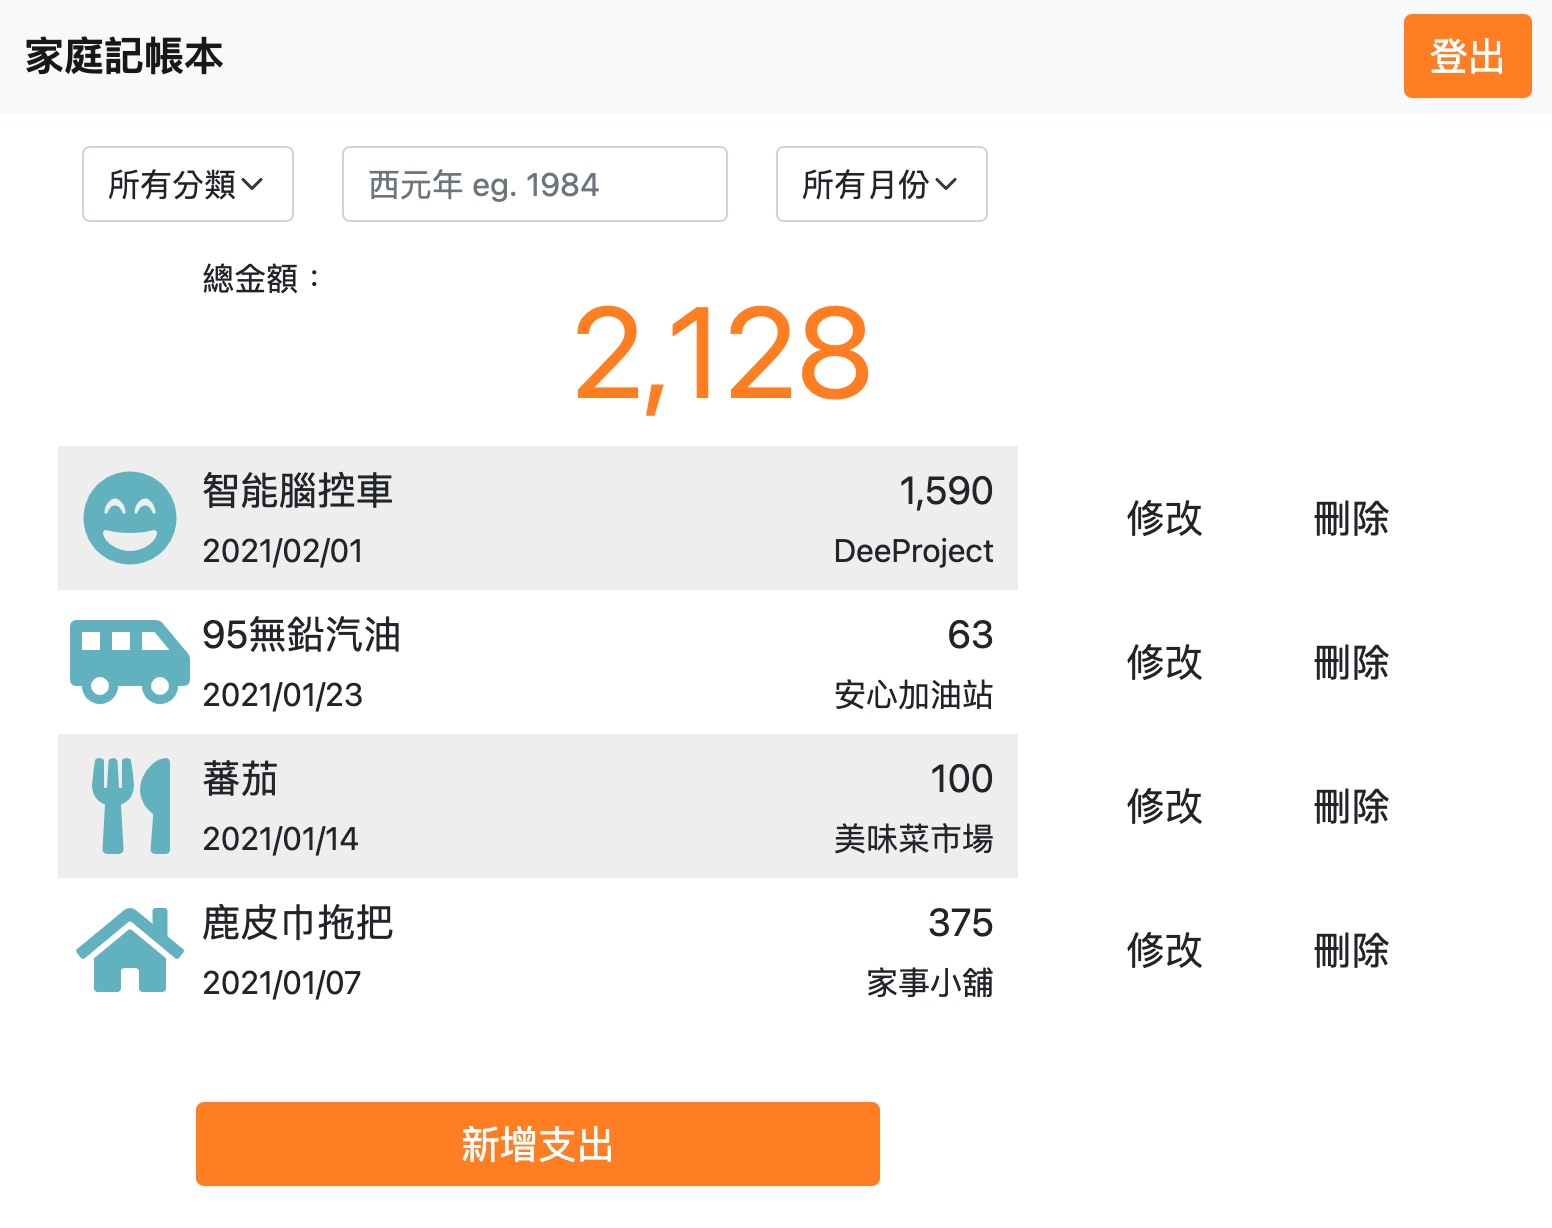 家庭記帳本
登出
所有分類
西元年 eg. 1984
所有月份
總金額：
2,128
智能腦控車
1,590
2021/02/01
DeeProject
修改
刪除
95無鉛汽油
63
2021/01/23
安心加油站
修改
刪除
蕃茄
100
2021/01/14
美味菜市場
修改
刪除
鹿皮巾拖把
375
2021/01/07
家事小舖
修改
刪除
新增支出